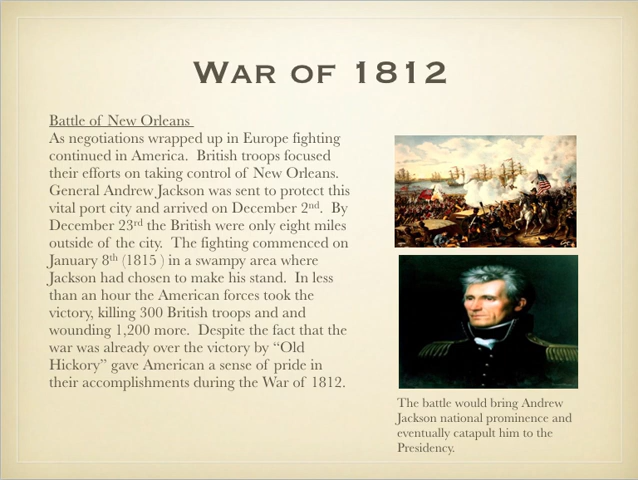 War of 1812
Battle of New Orleans
As negotiations wrapped up in Europe fighting
continued in America.  British troops focused
their efforts on taking control of New Orleans.
General Andrew Jackson was sent to protect this
vital port city and arrived on December 2nd.  By
December 23rd the British were only eight miles
outside of the city.  The fighting commenced on
January 8th (1815 ) in a swampy area where
Jackson had chosen to make his stand.  In less
than an hour the American forces took the
victory, killing 300 British troops and and
wounding 1,200 more.  Despite the fact that the
war was already over the victory by “Old
Hickory” gave American a sense of pride in
their accomplishments during the War of 1812.
The battle would bring Andrew
Jackson national prominence and
eventually catapult him to the
Presidency.